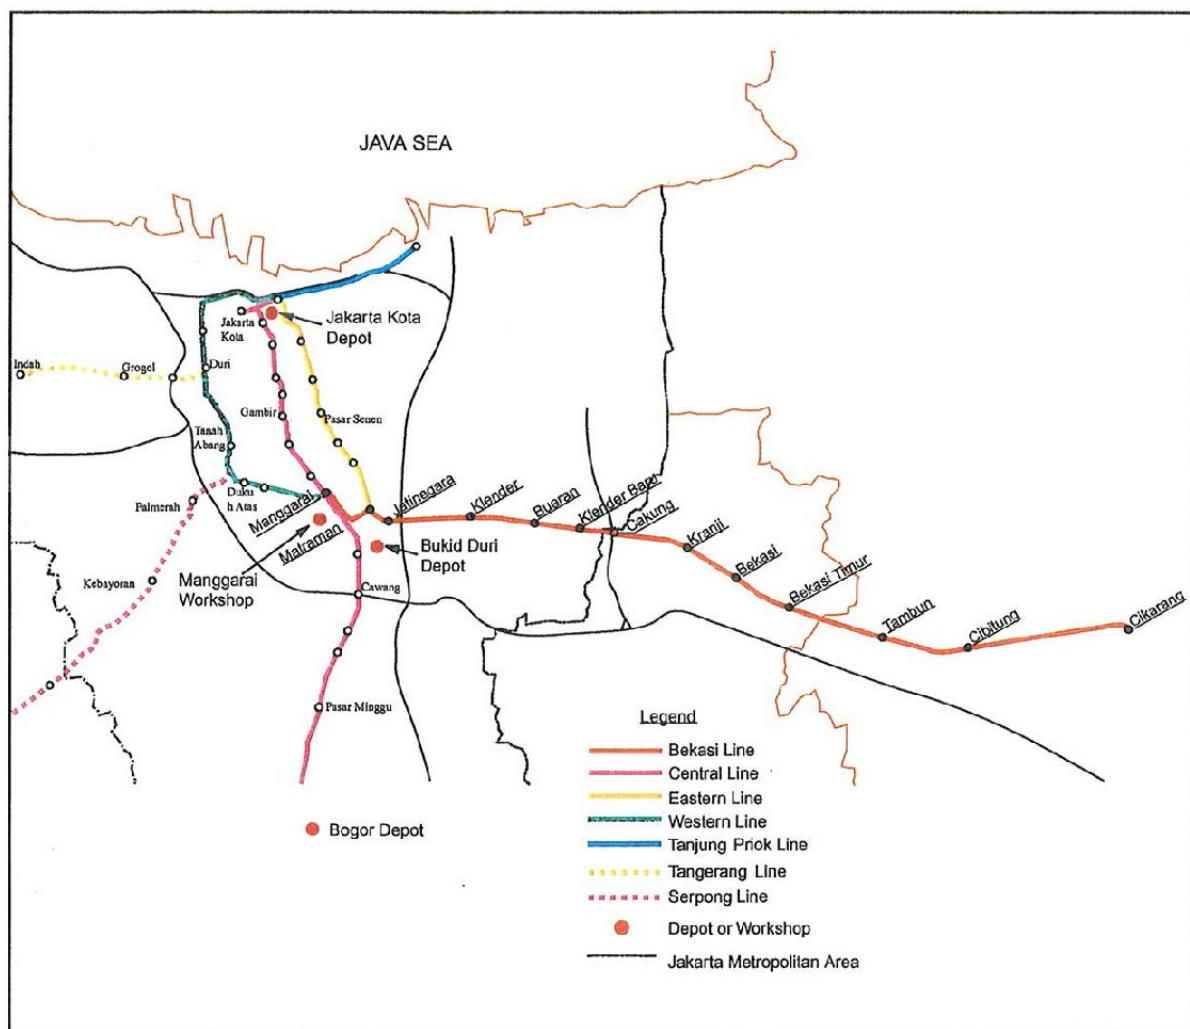 JAVA SEA
Jakarta
Kota
Jakarta Kota
Depot
Indah
Grogel
Duri
Gambir
Pasar Senen
Tanah
Abang
Duku
h Atas
Palmerah
Manggarai
Matraman
Jatinegara
Klender
Buaran
Klender Baru
Cakung
Kranji
Bekasi
Bekasi Timur
Tambun
Cibitung
Cikarang
Bukid Duri
Depot
Manggarai
Workshop
Kebayoran
Cawang
Pasar Minggu
Bogor Depot
Legend
Bekasi Line
Central Line
Eastern Line
Western Line
Tanjung Priok Line
Tangerang Line
Serpong Line
Depot or Workshop
Jakarta Metropolitan Area